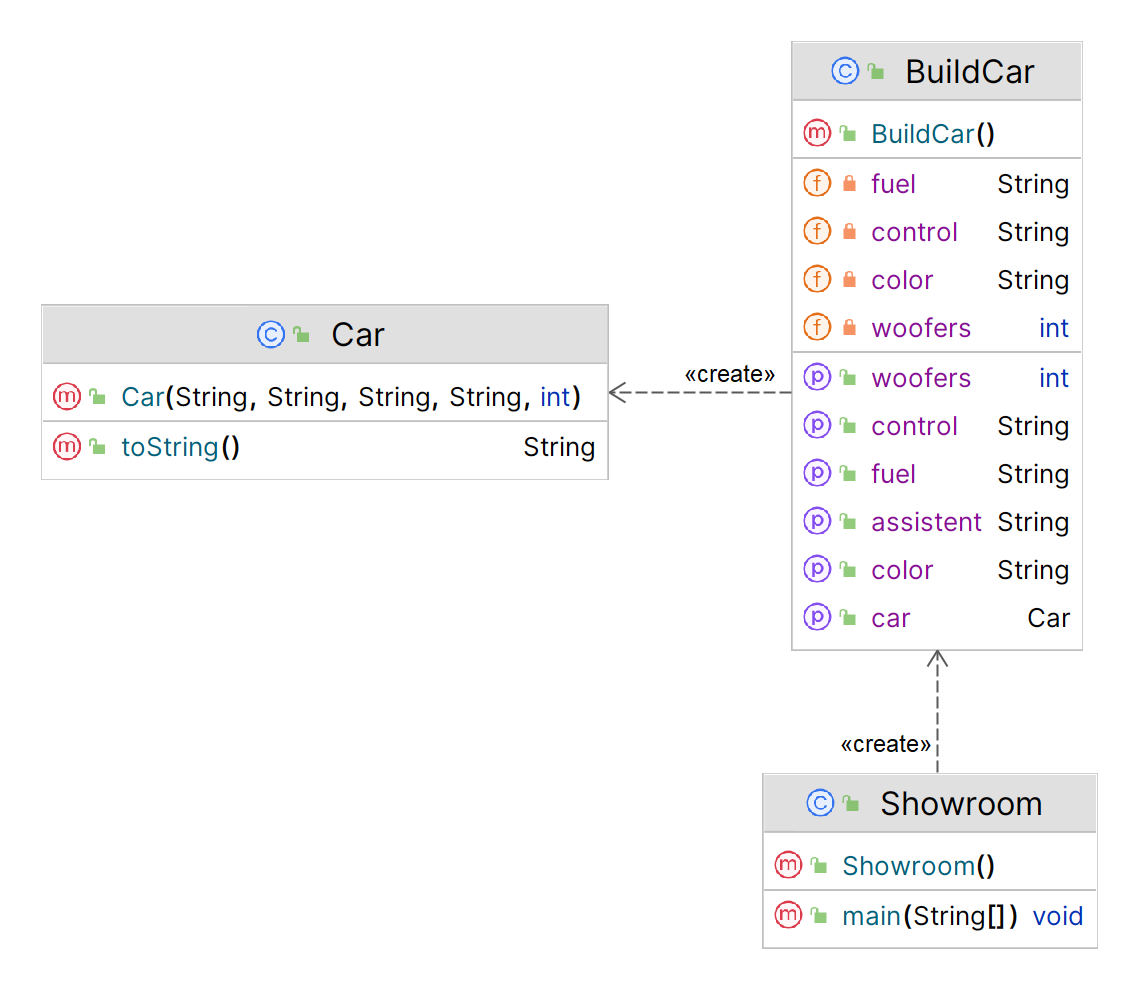 BuildCar
BuildCar()
fuel String
control String
color String
woofers int
woofers int
control String
fuel String
assistent String
color String
car Car
Car
Car(String, String, String, String, int)
toString() String
«create»
«create»
Showroom
Showroom()
main(String[]) void